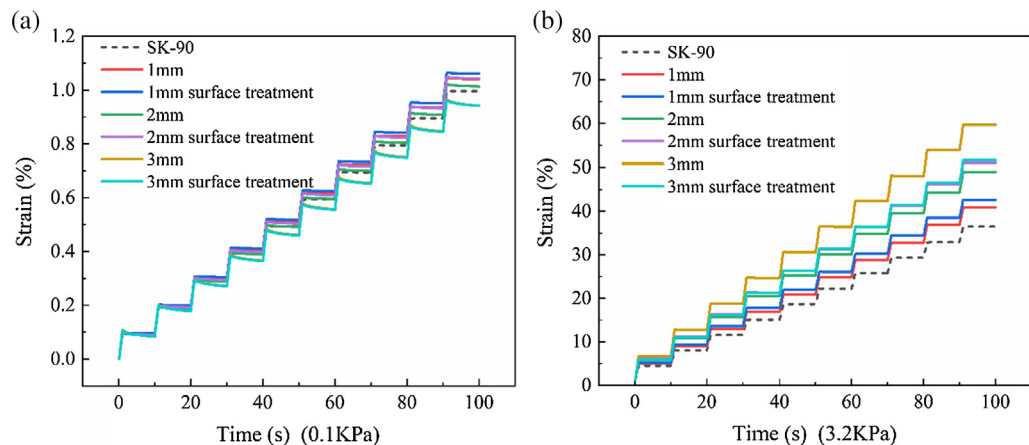 (a)
Strain (%)
1.2
1.0
0.8
0.6
0.4
0.2
0.0
SK-90
1mm
1mm surface treatment
2mm
2mm surface treatment
3mm
3mm surface treatment
0 20 40 60 80 100
Time (s) (0.1KPa)
(b)
Strain (%)
80
70
60
50
40
30
20
10
0
SK-90
1mm
1mm surface treatment
2mm
2mm surface treatment
3mm
3mm surface treatment
0 20 40 60 80 100
Time (s) (3.2KPa)